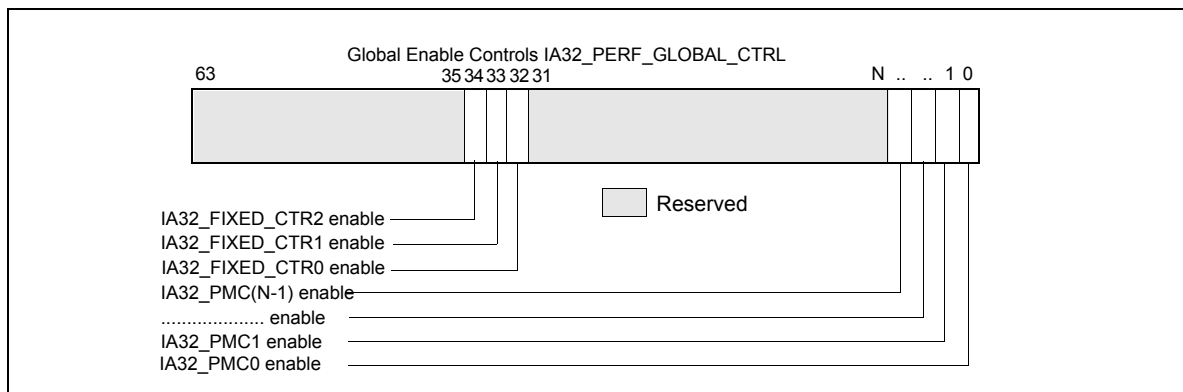 Global Enable Controls IA32_PERF_GLOBAL_CTRL
63 35 34 33 32 31 N .. .. 1 0
Reserved
IA32_FIXED_CTR2 enable
IA32_FIXED_CTR1 enable
IA32_FIXED_CTR0 enable
IA32_PMC(N-1) enable
.................... enable
IA32_PMC1 enable
IA32_PMC0 enable